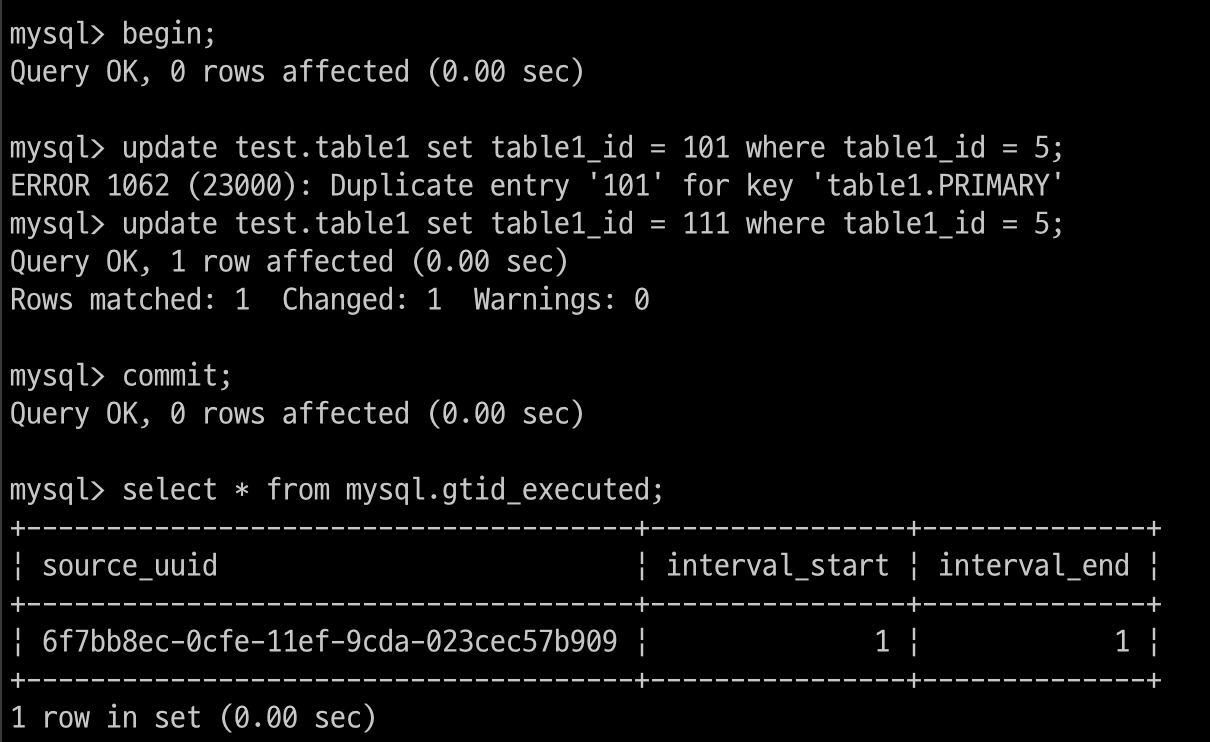 mysql> begin;
Query OK, 0 rows affected (0.00 sec)
mysql> update test.table1 set table1_id = 101 where table1_id = 5;
ERROR 1062 (23000): Duplicate entry '101' for key 'table1.PRIMARY'
mysql> update test.table1 set table1_id = 111 where table1_id = 5;
Query OK, 1 row affected (0.00 sec)
Rows matched: 1  Changed: 1  Warnings: 0
mysql> commit;
Query OK, 0 rows affected (0.00 sec)
mysql> select * from mysql.gtid_executed;
+--------------------------------------+----------------+--------------+
| source_uuid                          | interval_start | interval_end |
+--------------------------------------+----------------+--------------+
| 6f7bb8ec-0cfe-11ef-9cda-023cec57b909 |              1 |            1 |
+--------------------------------------+----------------+--------------+
1 row in set (0.00 sec)